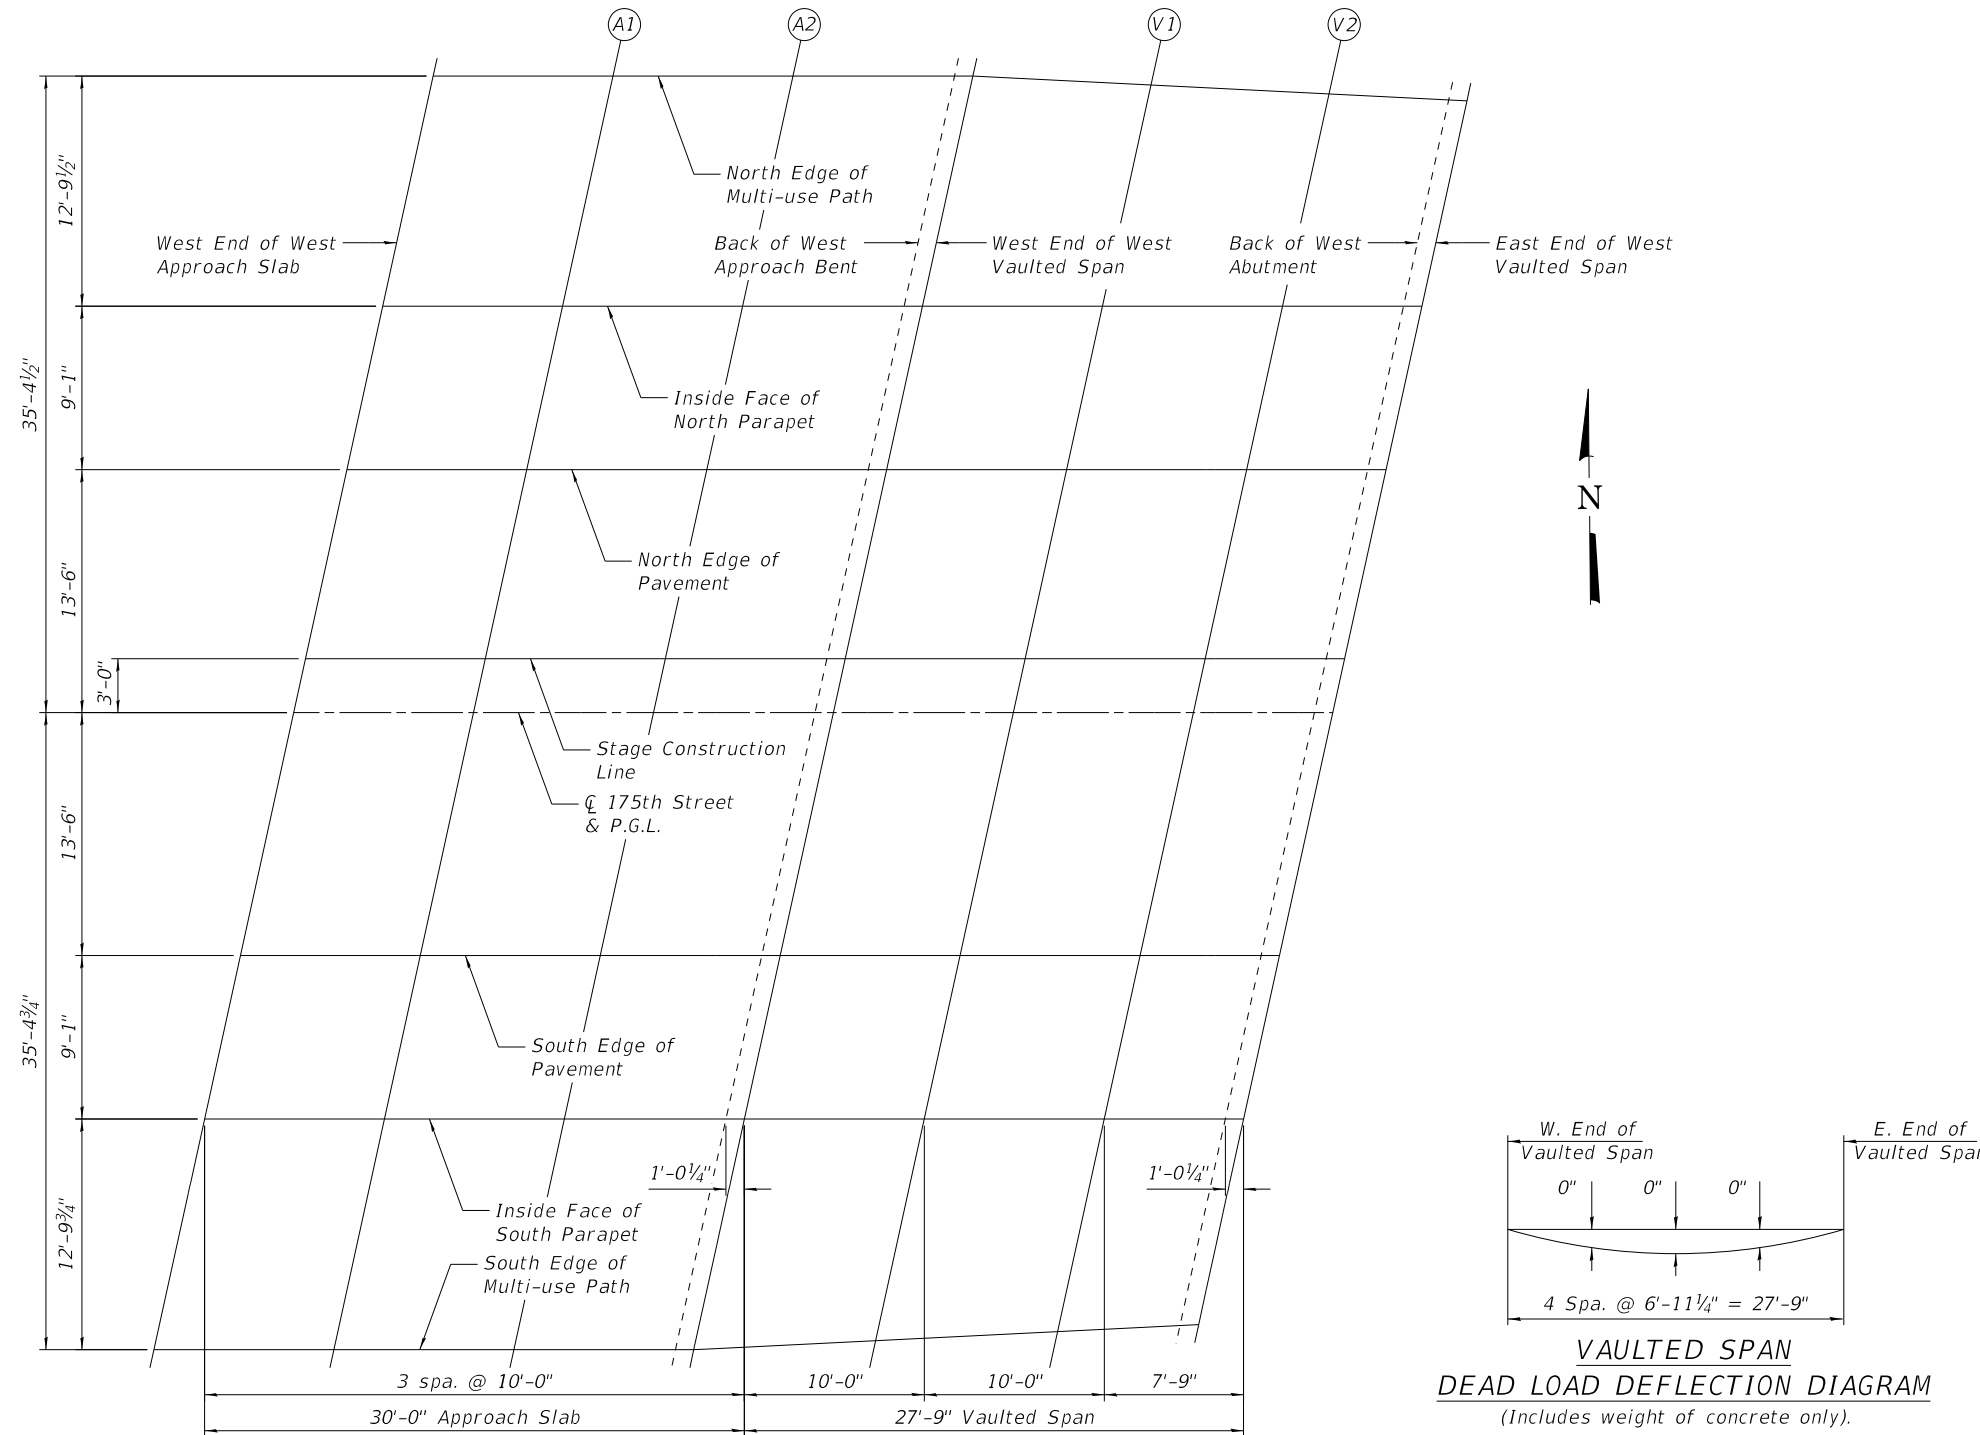 A1
A2
V1
V2
12'-9½"
North Edge of
Multi-use Path
West End of West
Approach Slab
Back of West
Approach Bent
West End of West
Vaulted Span
Back of West
Abutment
East End of West
Vaulted Span
35'-4½"
9'-1"
Inside Face of
North Parapet
N
13'-6"
North Edge of
Pavement
3'-0"
Stage Construction
Line
℄ 175th Street
& P.G.L.
13'-6"
35'-4¾"
9'-1"
South Edge of
Pavement
1'-0¼"
1'-0¼"
12'-9¾"
Inside Face of
South Parapet
South Edge of
Multi-use Path
3 spa. @ 10'-0"
10'-0"
10'-0"
7'-9"
30'-0" Approach Slab
27'-9" Vaulted Span
W. End of
Vaulted Span
E. End of
Vaulted Span
0"
0"
0"
4 Spa. @ 6'-11¼" = 27'-9"
VAULTED SPAN
DEAD LOAD DEFLECTION DIAGRAM
(Includes weight of concrete only).